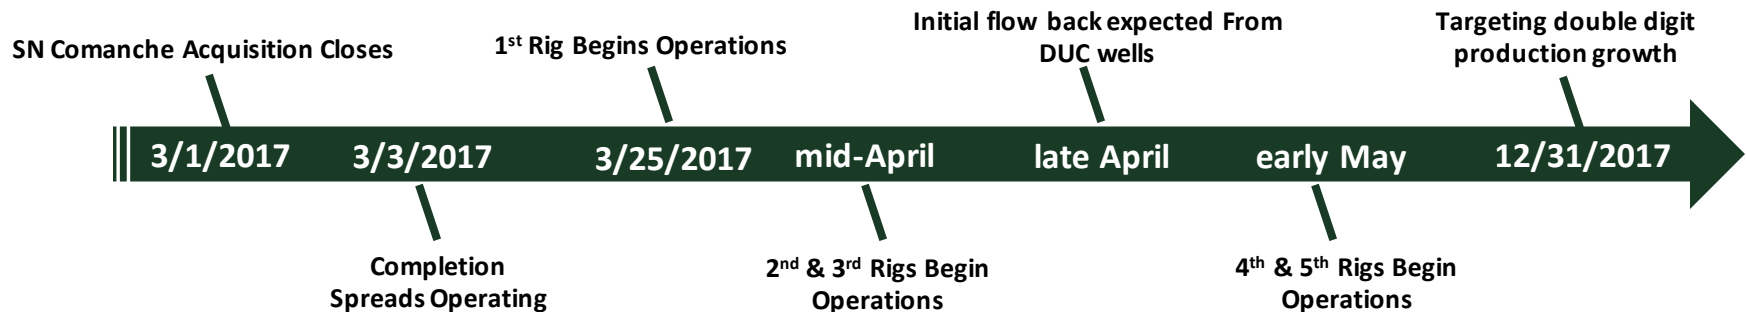 SN Comanche Acquisition Closes
1st Rig Begins Operations
Initial flow back expected From
DUC wells
Targeting double digit
production growth
3/1/2017
3/3/2017
3/25/2017
mid-April
late April
early May
12/31/2017
Completion
Spreads Operating
2nd & 3rd Rigs Begin
Operations
4th & 5th Rigs Begin
Operations